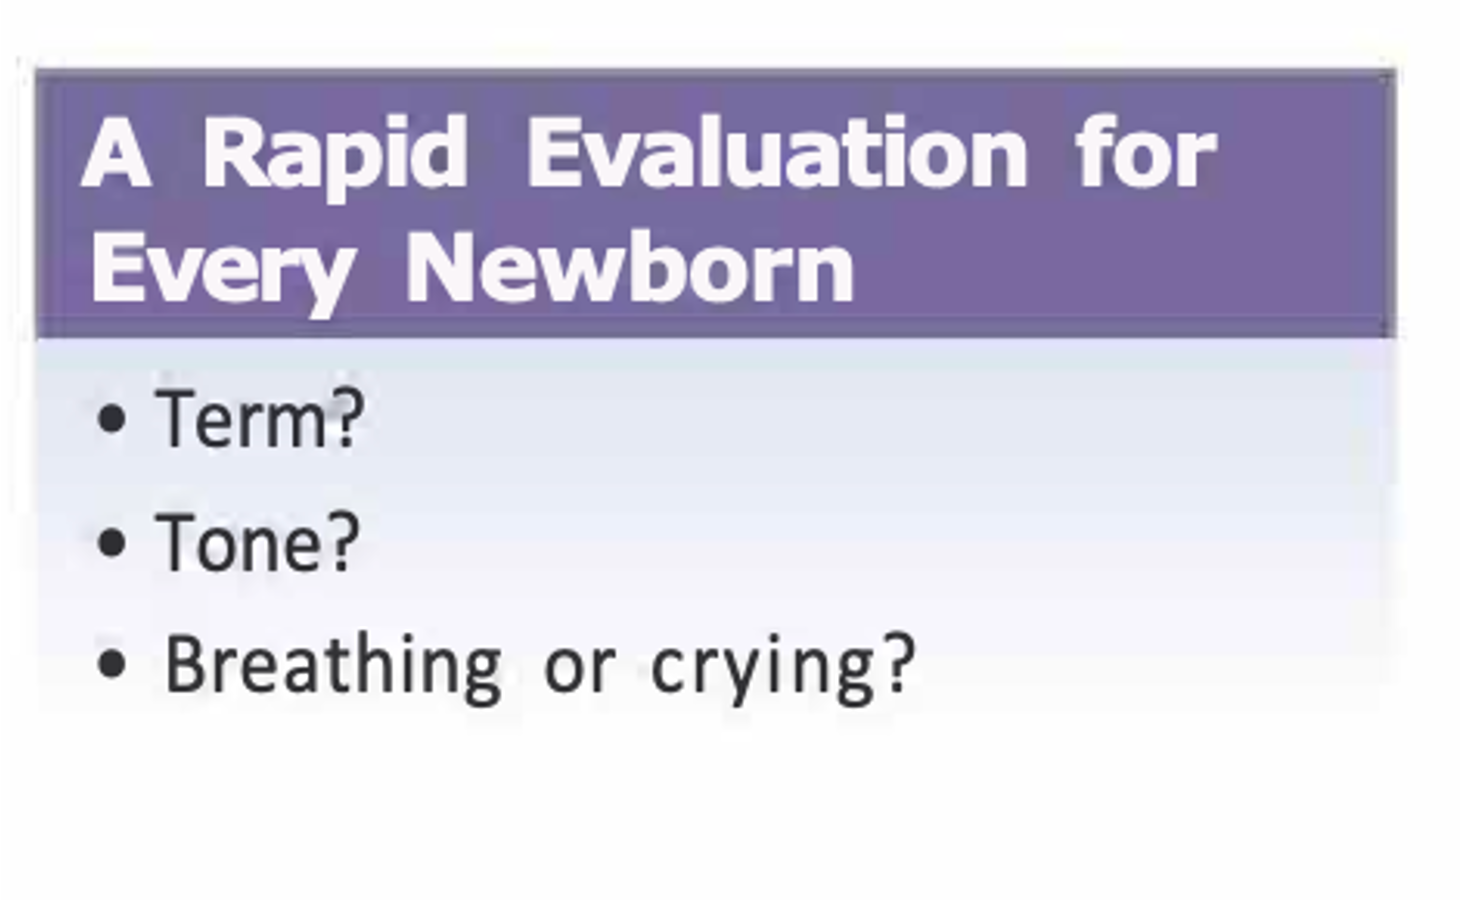 A Rapid Evaluation for
Every Newborn
• Term?
• Tone?
• Breathing or crying?